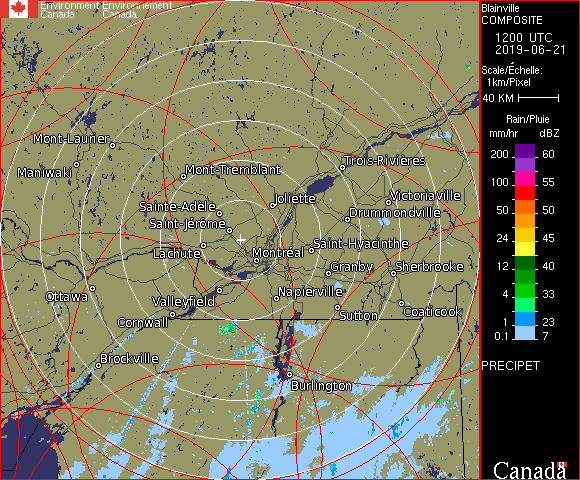 Environment Environnement
Canada Canada
Blainville
COMPOSITE
1200 UTC
2019-06-21
Scale/Échelle:
1km/Pixel
40 KM
Rain/Pluie
mm/hr dBZ
200 60
100 55
50 50
24 45
12 40
4 33
1 23
0.1 7
PRECIPET
Canada
Mont-Laurier
Maniwaki
Mont-Tremblant
Trois-Rivières
Joliette
Victoriaville
Sainte-Adèle
Drummondville
Saint-Jérôme
Saint-Hyacinthe
Lachute
Montréal
Granby
Sherbrooke
Ottawa
Napierville
Valleyfield
Coaticook
Cornwall
Sutton
Brockville
Burlington